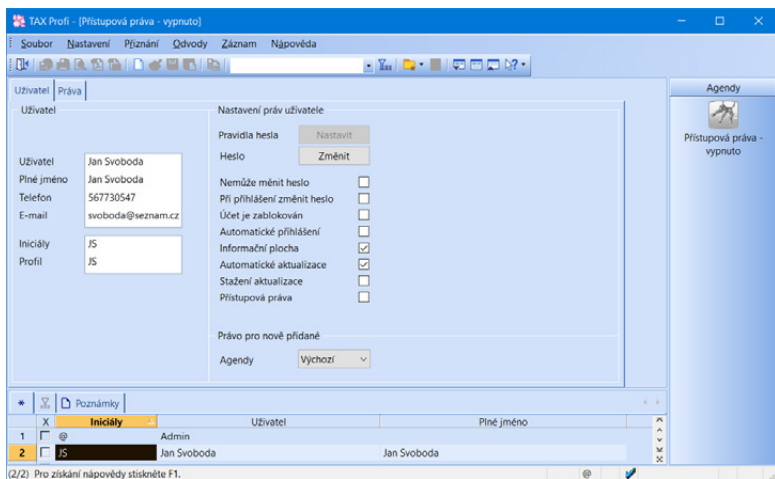 TAX Profi - [Přístupová práva - vypnuto]
Soubor Nastavení Přiznání Odvody Záznam Nápověda
Agendy
Přístupová práva -
vypnuto
Uživatel Práva
Uživatel
Uživatel Jan Svoboda
Plné jméno Jan Svoboda
Telefon 567730547
E-mail svoboda@seznam.cz
Iniciály JS
Profil JS
Nastavení práv uživatele
Pravidla hesla Nastavit
Heslo Změnit
Nemůže měnit heslo
Při přihlášení změnit heslo
Účet je zablokován
Automatické přihlášení
Informační plocha
Automatické aktualizace
Stažení aktualizace
Přístupová práva
Právo pro nově přidané
Agendy Výchozí
* Poznámky
X Iniciály Uživatel Plné jméno
1 @ Admin
2 JS Jan Svoboda Jan Svoboda
(2/2) Pro získání nápovědy stiskněte F1. @